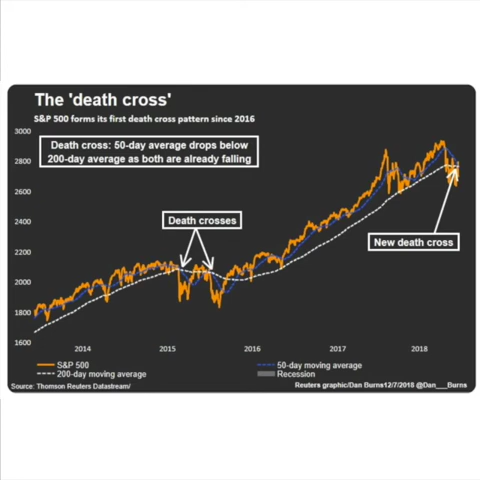 The 'death cross'
S&P 500 forms its first death cross pattern since 2016
3000
Death cross: 50-day average drops below
200-day average as both are already falling
2800
2600
2400
2200
2000
1800
1600
Death crosses
New death cross
2014 2015 2016 2017 2018
S&P 500 50-day moving average
200-day moving average Recession
Source: Thomson Reuters Datastream/ Reuters graphic/Dan Burns12/7/2018 @Dan___Burns